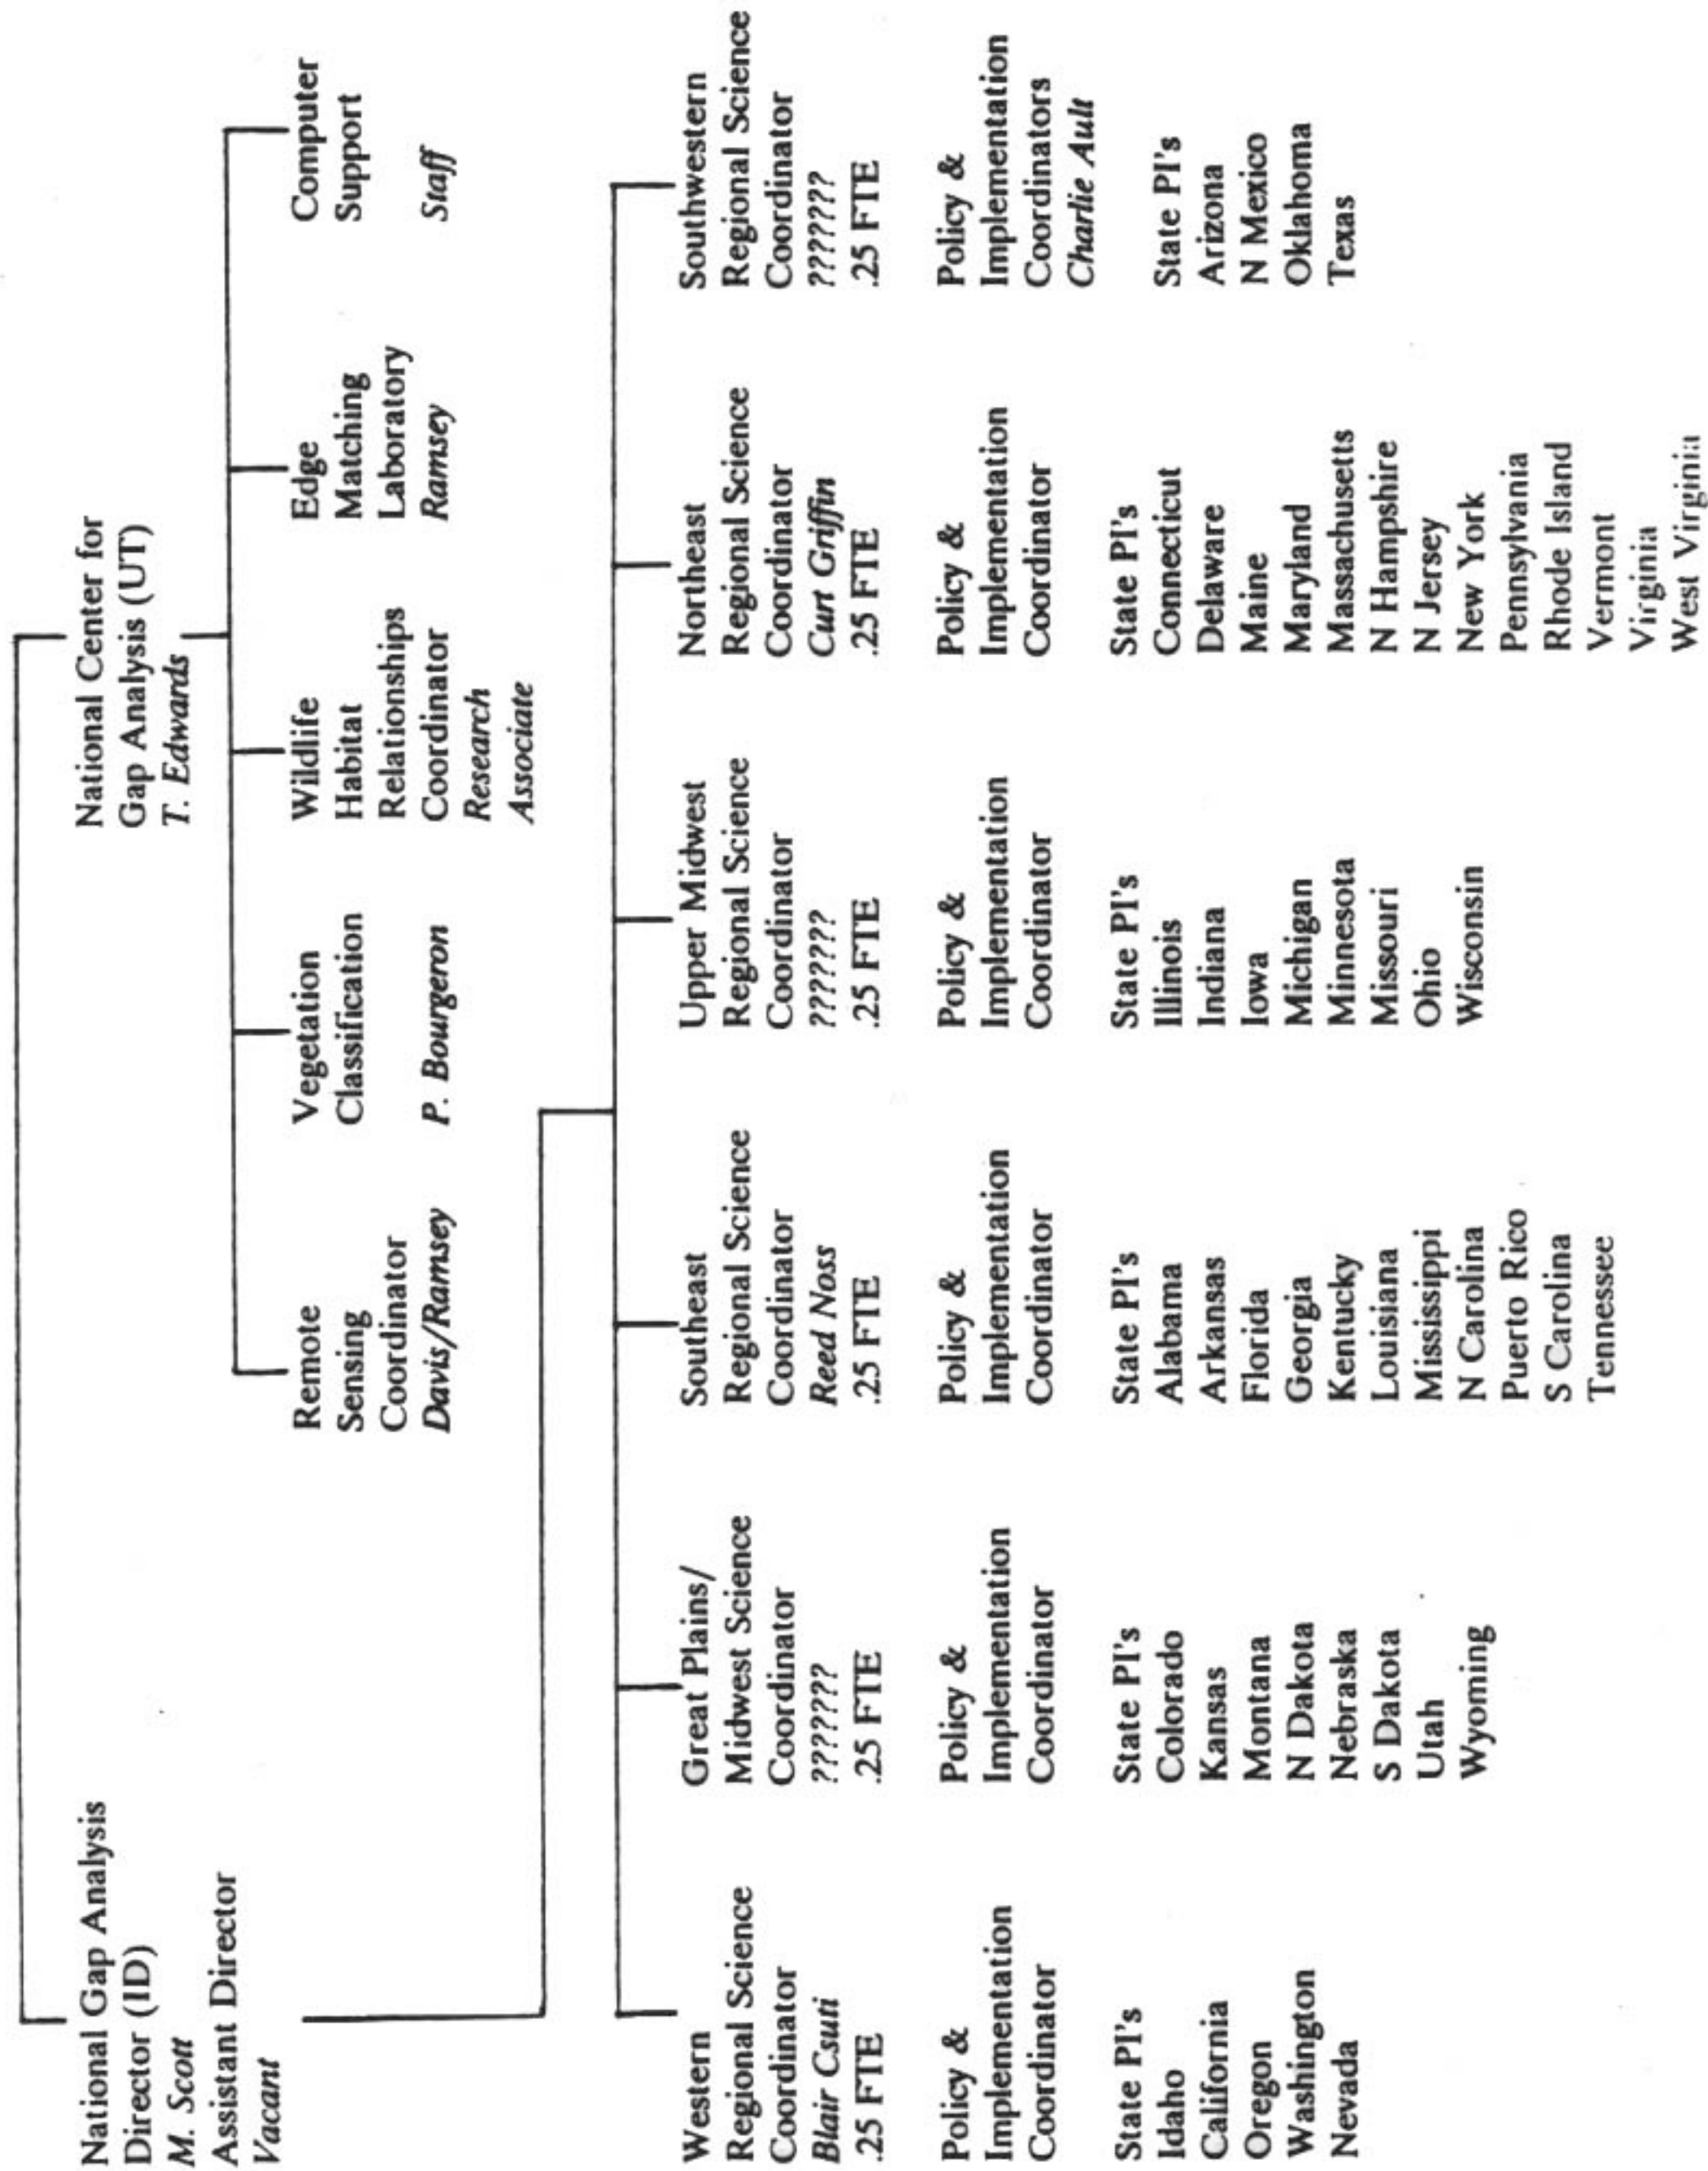 National Gap Analysis
Director (ID)
M. Scott
Assistant Director
Vacant
National Center for
Gap Analysis (UT)
T. Edwards
Remote
Sensing
Coordinator
Davis/Ramsey
Vegetation
Classification
P. Bourgeron
Wildlife
Habitat
Relationships
Coordinator
Research
Associate
Edge
Matching
Laboratory
Ramsey
Computer
Support
Staff
Western
Regional Science
Coordinator
Blair Csuti
.25 FTE
Policy &
Implementation
Coordinator
State PI's
Idaho
California
Oregon
Washington
Nevada
Great Plains/
Midwest Science
Coordinator
???????
.25 FTE
Policy &
Implementation
Coordinator
State PI's
Colorado
Kansas
Montana
N Dakota
Nebraska
S Dakota
Utah
Wyoming
Southeast
Regional Science
Coordinator
Reed Noss
.25 FTE
Policy &
Implementation
Coordinator
State PI's
Alabama
Arkansas
Florida
Georgia
Kentucky
Louisiana
Mississippi
N Carolina
Puerto Rico
S Carolina
Tennessee
Upper Midwest
Regional Science
Coordinator
???????
.25 FTE
Policy &
Implementation
Coordinator
State PI's
Illinois
Indiana
Iowa
Michigan
Minnesota
Missouri
Ohio
Wisconsin
Northeast
Regional Science
Coordinator
Curt Griffin
.25 FTE
Policy &
Implementation
Coordinator
State PI's
Connecticut
Delaware
Maine
Maryland
Massachusetts
N Hampshire
N Jersey
New York
Pennsylvania
Rhode Island
Vermont
Virginia
West Virginia
Southwestern
Regional Science
Coordinator
???????
.25 FTE
Policy &
Implementation
Coordinators
Charlie Ault
State PI's
Arizona
N Mexico
Oklahoma
Texas